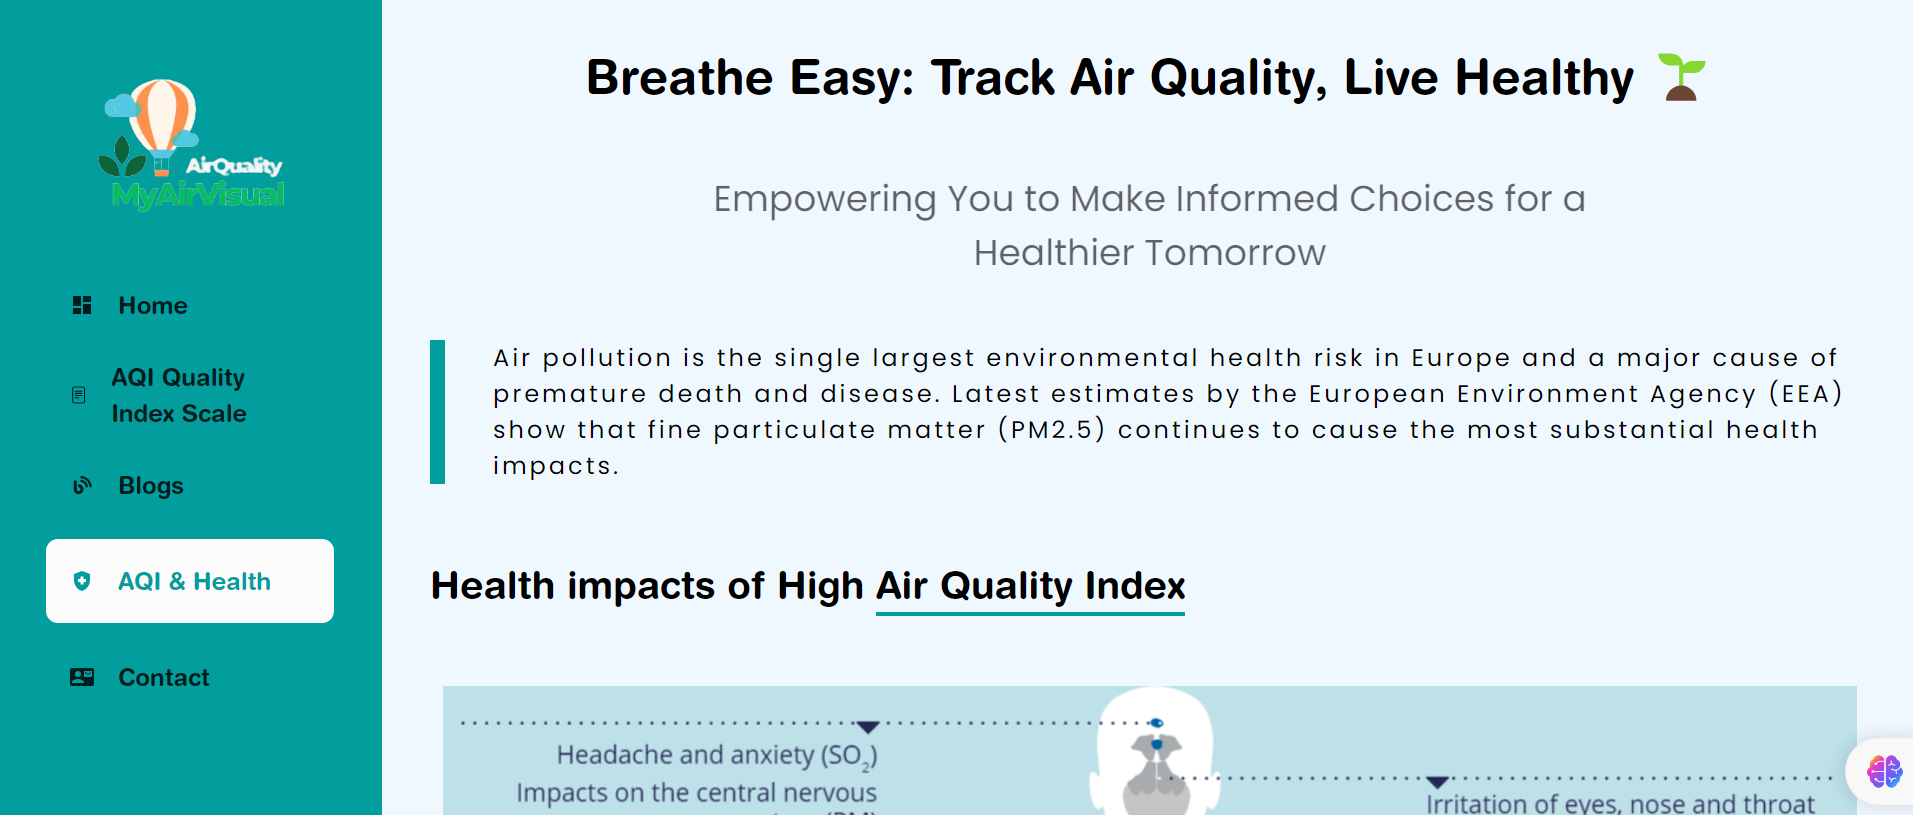 AirQuality
MyAirVisual
Home
AQI Quality
Index Scale
Blogs
AQI & Health
Contact
Breathe Easy: Track Air Quality, Live Healthy
Empowering You to Make Informed Choices for a
Healthier Tomorrow
Air pollution is the single largest environmental health risk in Europe and a major cause of
premature death and disease. Latest estimates by the European Environment Agency (EEA)
show that fine particulate matter (PM2.5) continues to cause the most substantial health
impacts.
Health impacts of High Air Quality Index
Headache and anxiety (SO₂)
Impacts on the central nervous
(PM)
Irritation of eyes, nose and throat